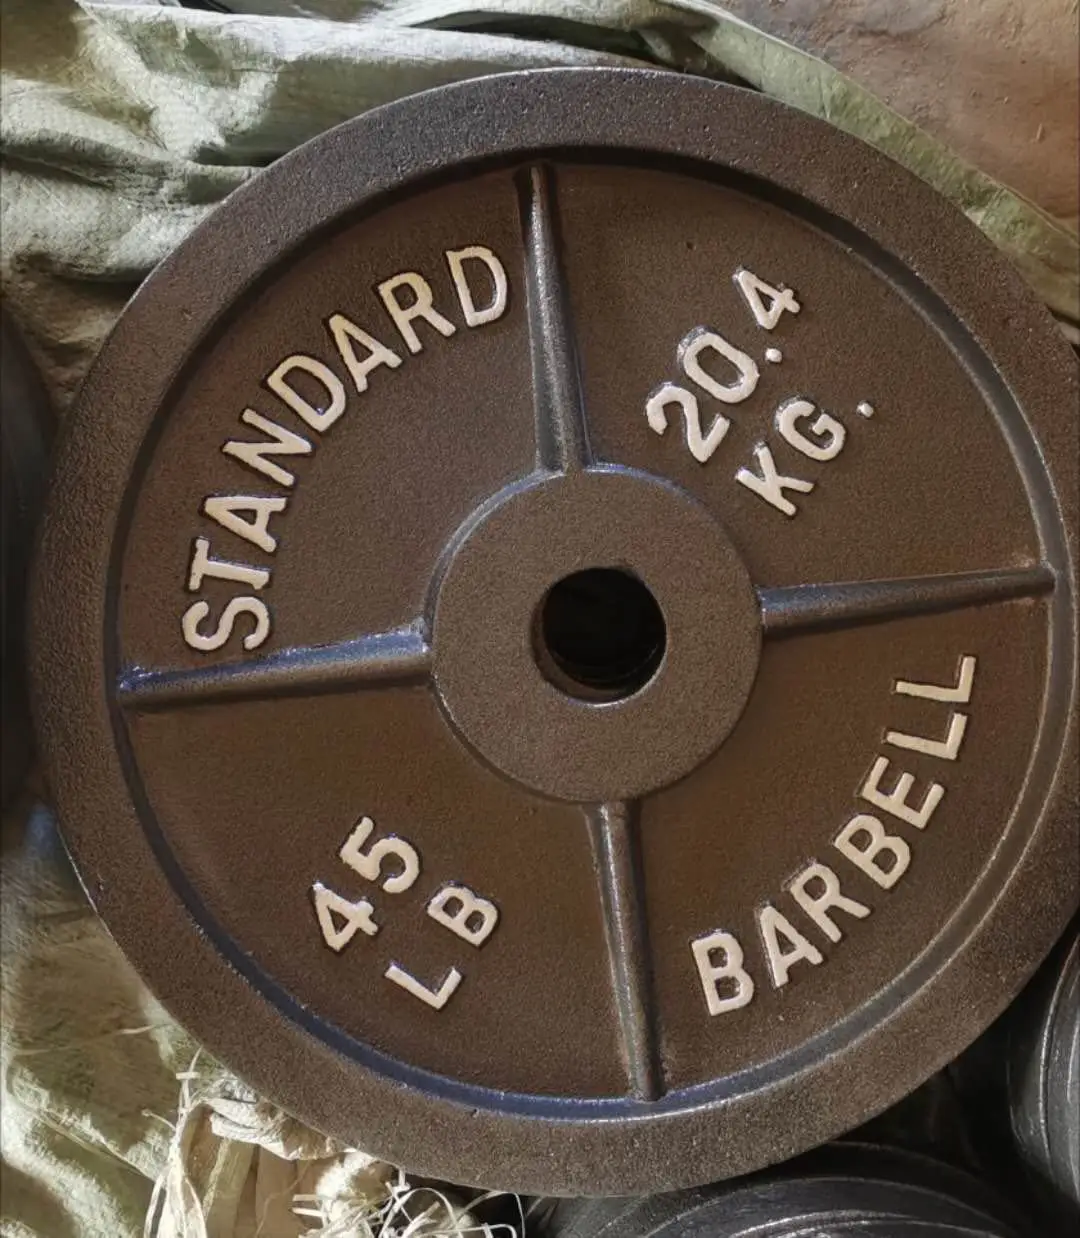 STANDARD
20.4
KG.
45
LB
BARBELL